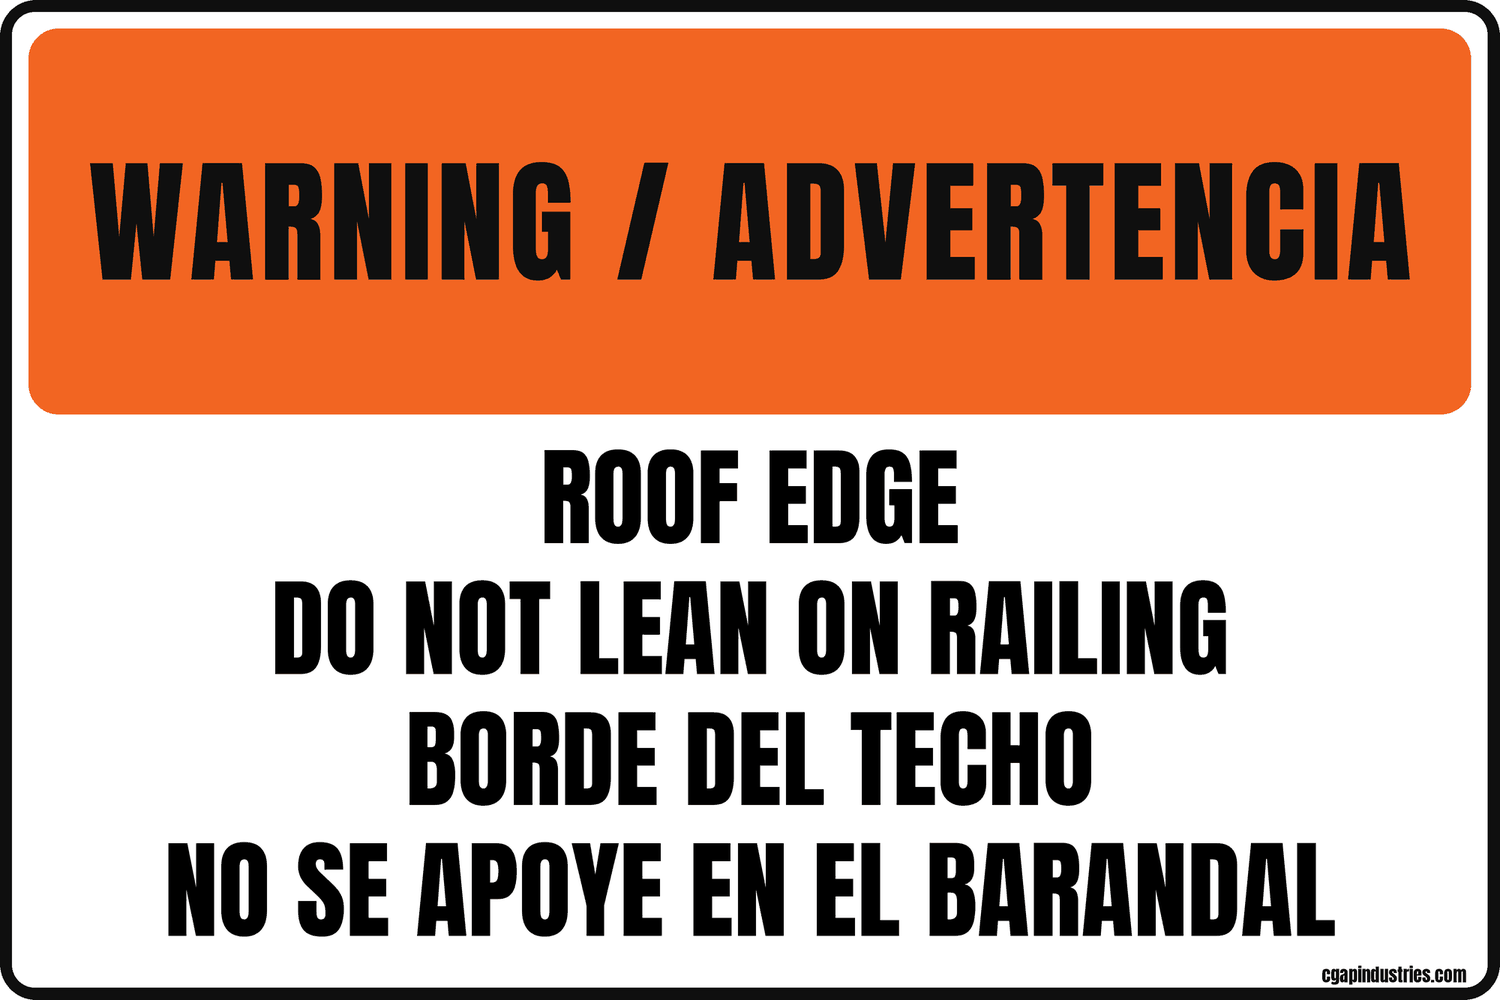 WARNING / ADVERTENCIA
ROOF EDGE
DO NOT LEAN ON RAILING
BORDE DEL TECHO
NO SE APOYE EN EL BARANDAL
cgapindustries.com